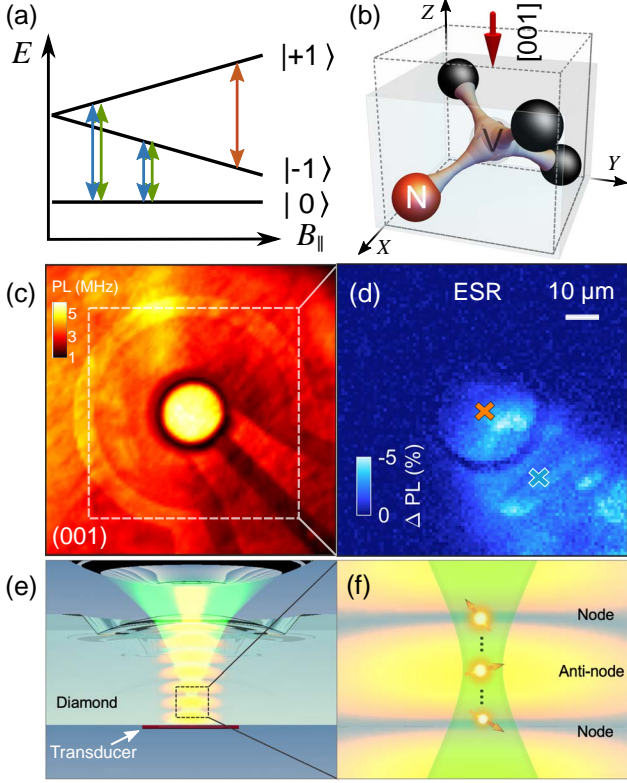 (a)
E
|+1⟩
|-1⟩
| 0⟩
B∥
(b)
Z
[001]
V
N
Y
X
(c)
PL (MHz)
5
3
1
(001)
(d)
ESR
10 µm
-5
0
Δ PL (%)
(e)
Diamond
Transducer
(f)
Node
Anti-node
Node